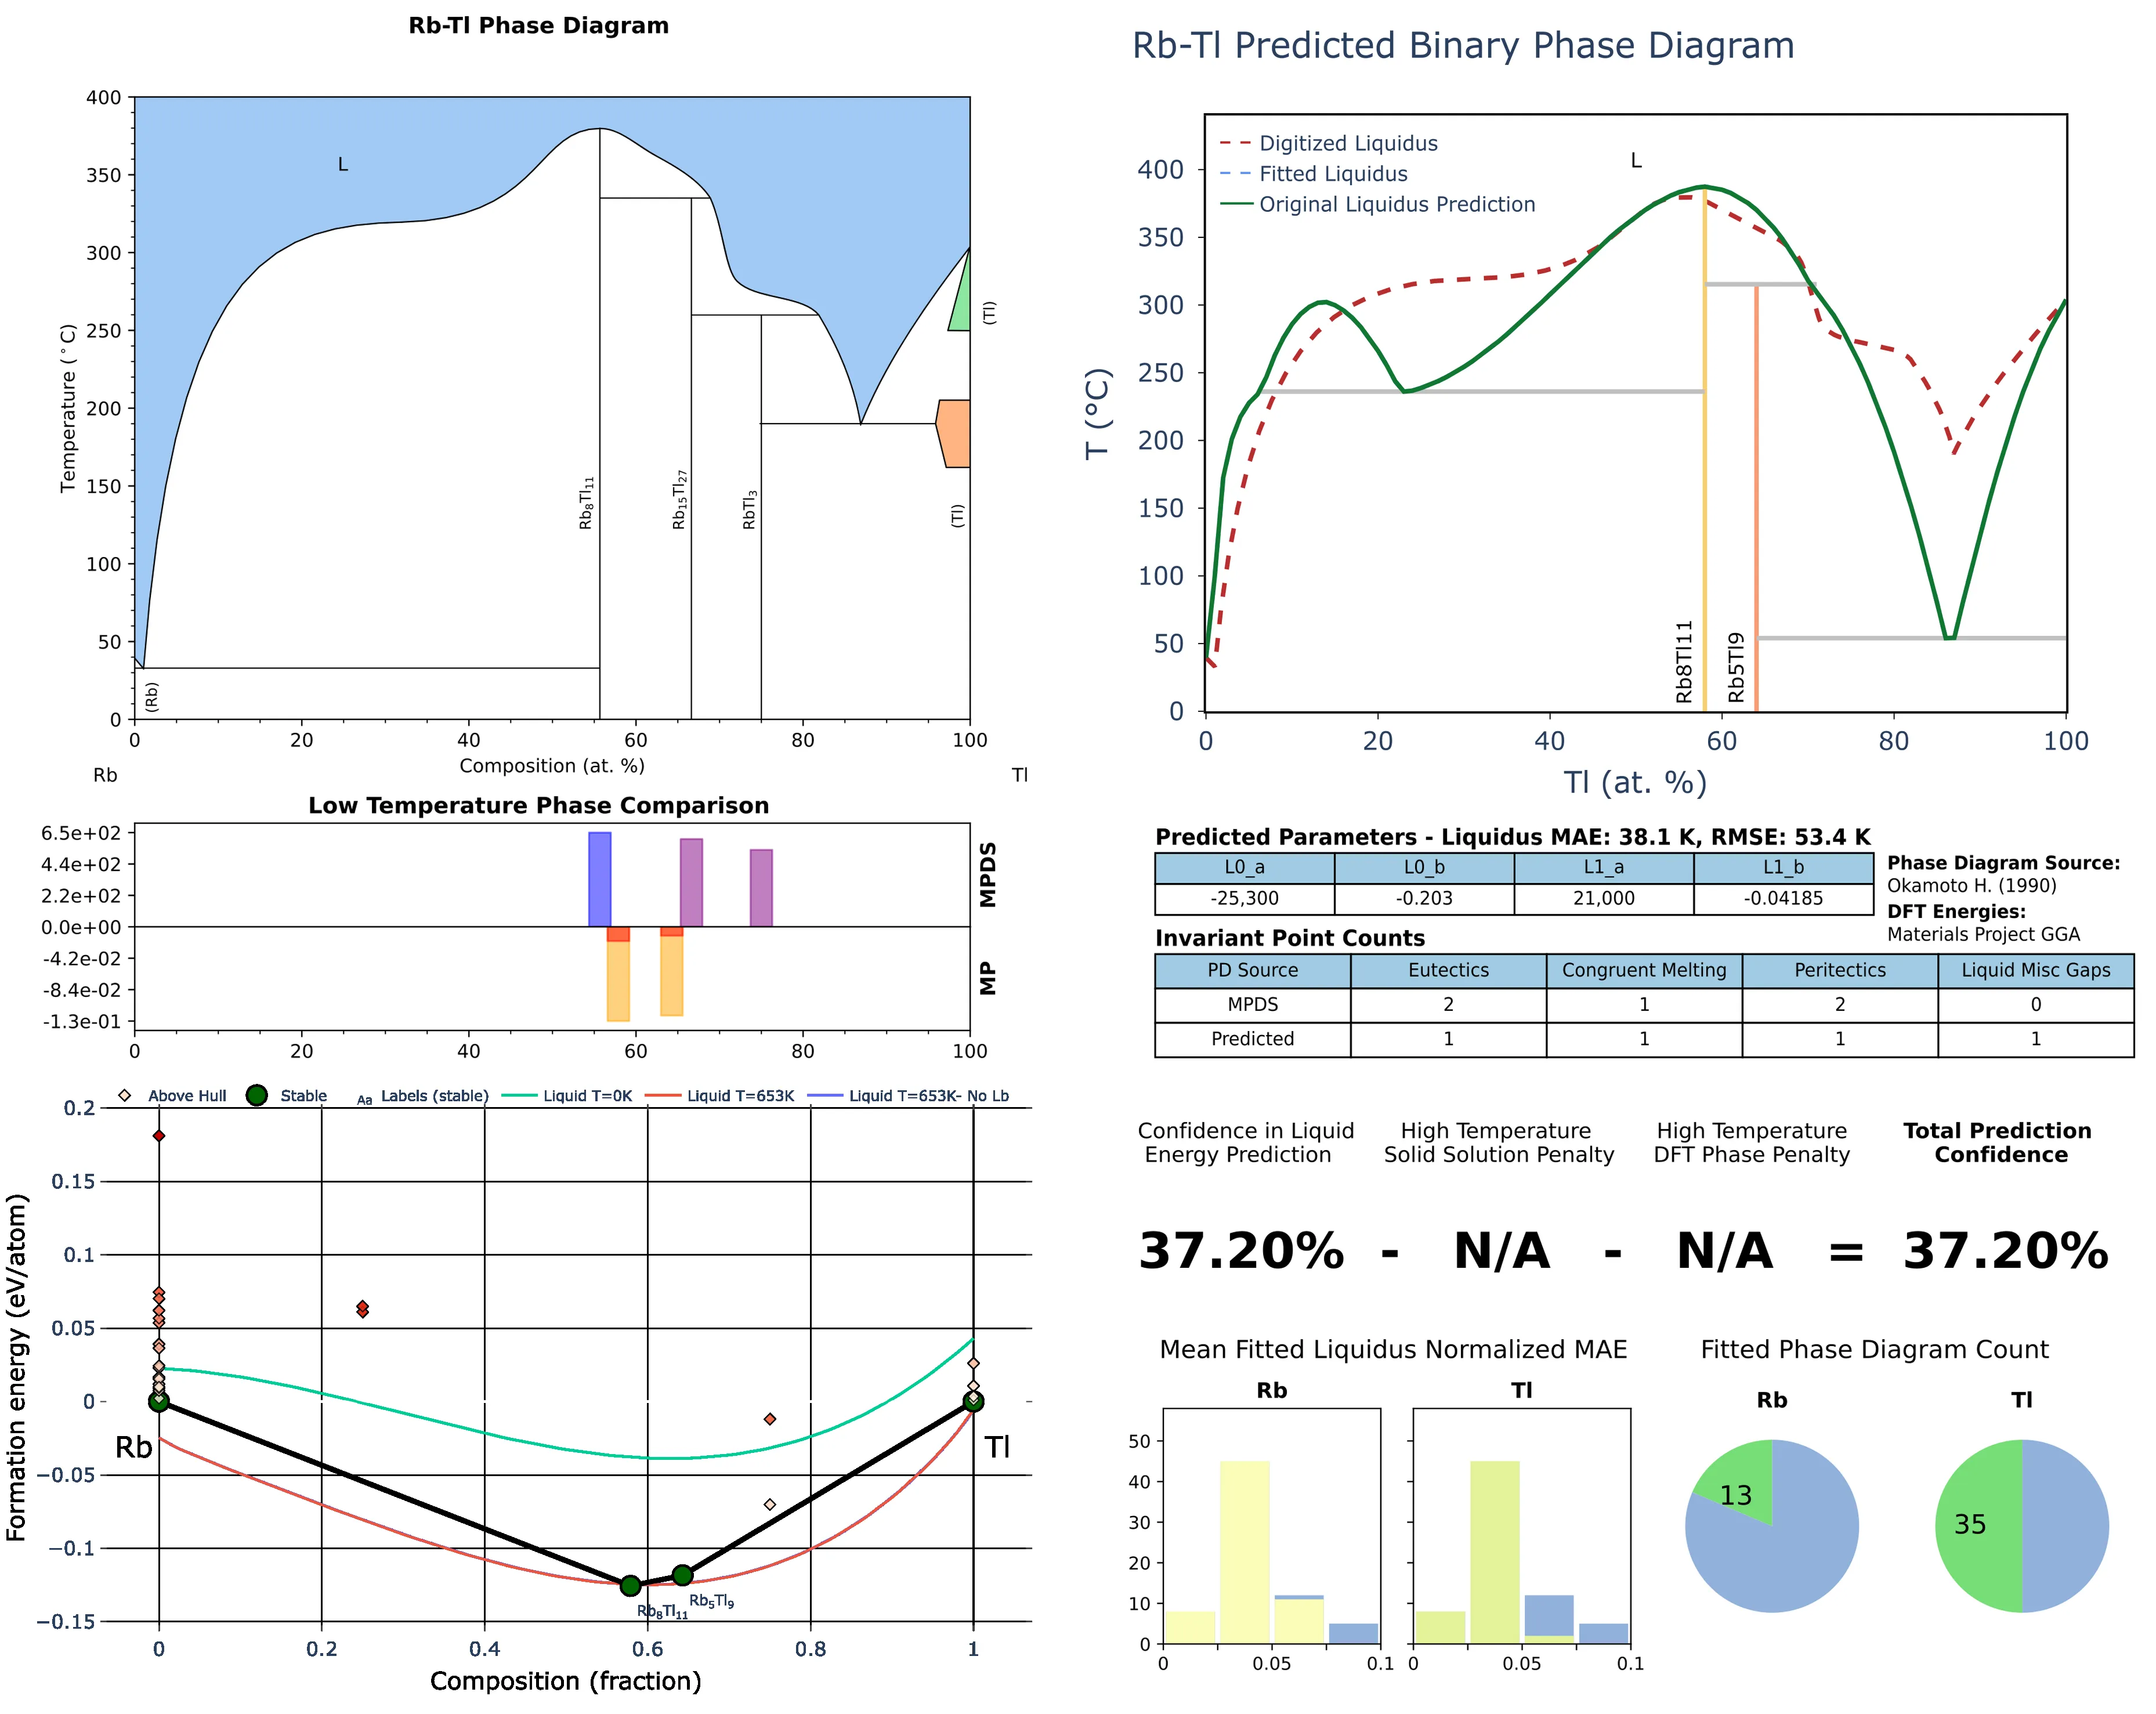 Rb-Tl Phase Diagram
400
350
300
250
200
150
100
50
0
Temperature (°C)
L
Rb8Tl11
Rb15Tl27
RbTl3
(Tl)
(Tl)
(Rb)
0 20 40 60 80 100
Composition (at. %)
Rb Tl
Low Temperature Phase Comparison
6.5e+02
4.4e+02
2.2e+02
0.0e+00
-4.2e-02
-8.4e-02
-1.3e-01
MPDS
MP
0 20 40 60 80 100
Above Hull Stable Aa Labels (stable) Liquid T=0K Liquid T=653K Liquid T=653K- No Lb
0.2
0.15
0.1
0.05
0
−0.05
−0.1
−0.15
Formation energy (eV/atom)
Rb Tl
Rb8Tl11
Rb5Tl9
0 0.2 0.4 0.6 0.8 1
Composition (fraction)
Rb-Tl Predicted Binary Phase Diagram
Digitized Liquidus
Fitted Liquidus
Original Liquidus Prediction
L
400
350
300
250
200
150
100
50
0
T (°C)
Rb8Tl11
Rb5Tl9
0 20 40 60 80 100
Tl (at. %)
Predicted Parameters - Liquidus MAE: 38.1 K, RMSE: 53.4 K
L0_a L0_b L1_a L1_b
-25,300 -0.203 21,000 -0.04185
Phase Diagram Source:
Okamoto H. (1990)
DFT Energies:
Materials Project GGA
Invariant Point Counts
PD Source Eutectics Congruent Melting Peritectics Liquid Misc Gaps
MPDS 2 1 2 0
Predicted 1 1 1 1
Confidence in Liquid
Energy Prediction
High Temperature
Solid Solution Penalty
High Temperature
DFT Phase Penalty
Total Prediction
Confidence
37.20% - N/A - N/A = 37.20%
Mean Fitted Liquidus Normalized MAE
Rb Tl
50
40
30
20
10
0
0 0.05 0.1
0 0.05 0.1
Fitted Phase Diagram Count
Rb Tl
13
35